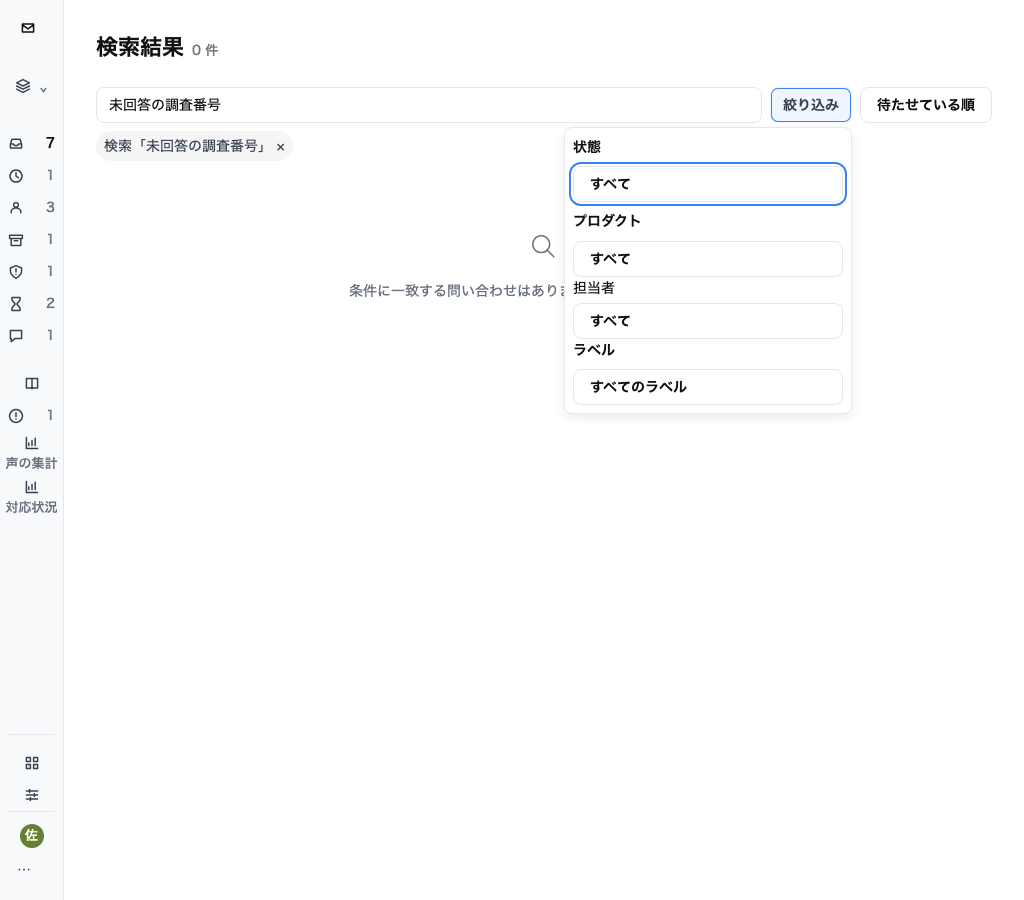 検索結果 0 件
未回答の調査番号
絞り込み
待たせている順
検索「未回答の調査番号」 ×
状態
すべて
プロダクト
すべて
担当者
すべて
ラベル
すべてのラベル
条件に一致する問い合わせはありま
7
1
3
1
1
2
1
1
声の集計
対応状況
佐
…